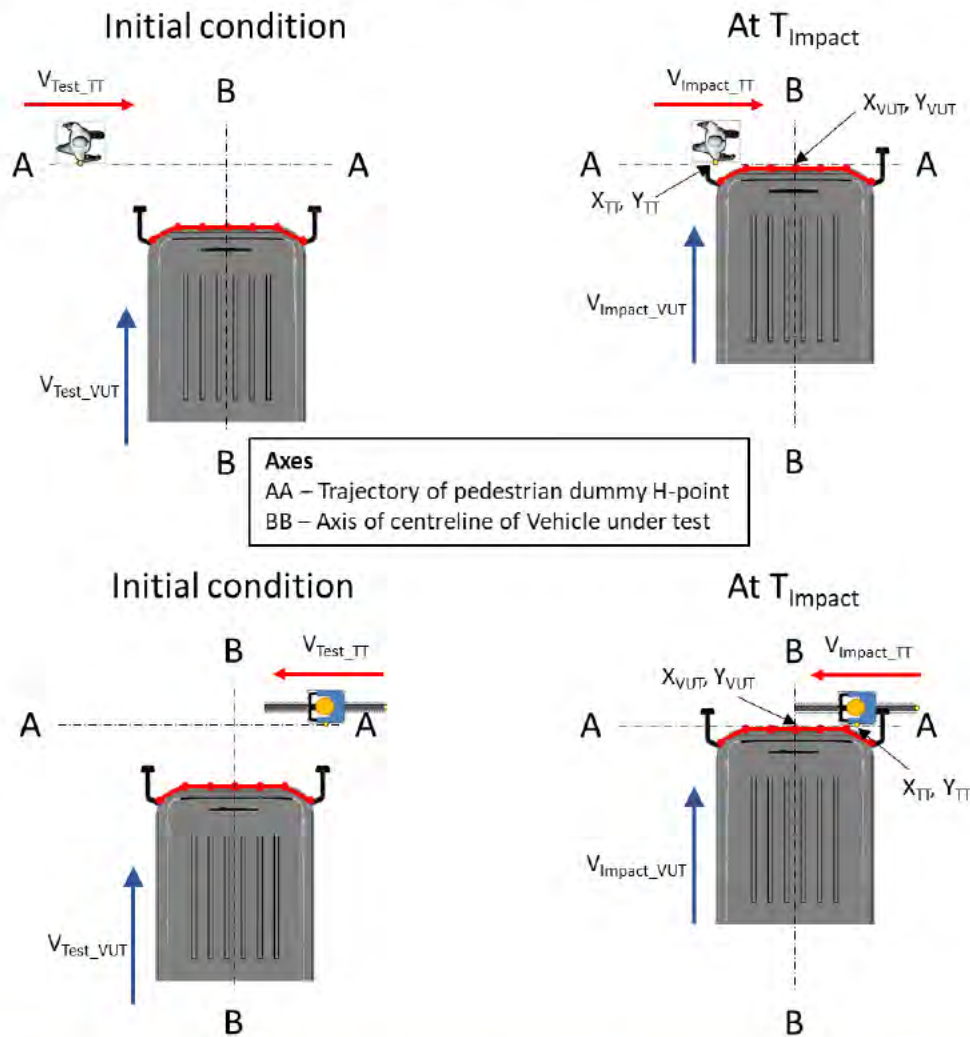 Initial condition
At T_Impact
V_Test_TT
V_Impact_TT
B
B
X_VUT, Y_VUT
A
A
A
A
X_TT, Y_TT
V_Impact_VUT
V_Test_VUT
B
B
Axes
AA – Trajectory of pedestrian dummy H-point
BB – Axis of centreline of Vehicle under test
Initial condition
At T_Impact
B
V_Test_TT
B
V_Impact_TT
X_VUT, Y_VUT
A
A
A
A
X_TT, Y_TT
V_Impact_VUT
V_Test_VUT
B
B